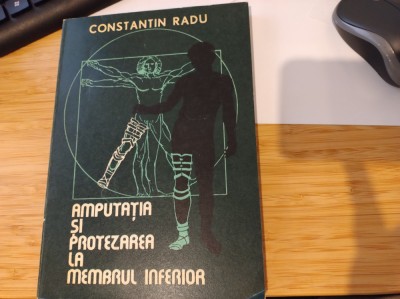 CONSTANTIN RADU
AMPUTAȚIA
ȘI
PROTEZAREA
LA
MEMBRUL INFERIOR